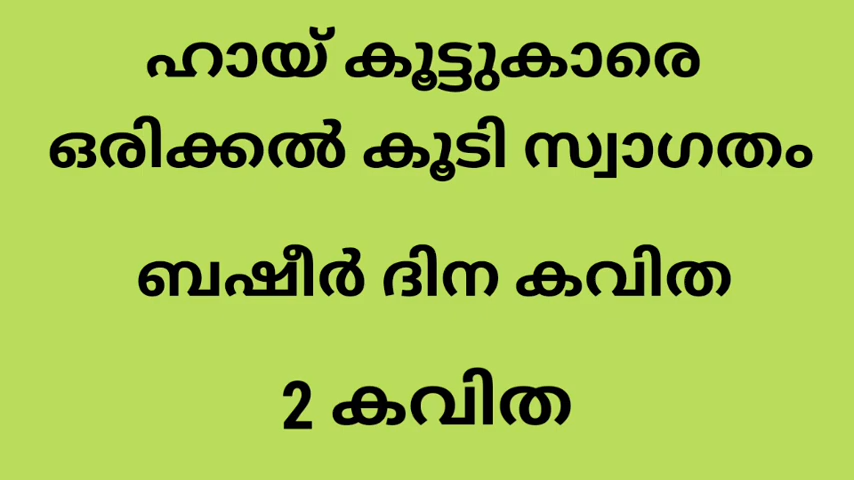 ഹായ് കൂട്ടുകാരെ
ഒരിക്കൽ കൂടി സ്വാഗതം
ബഷീർ ദിന കവിത
2 കവിത